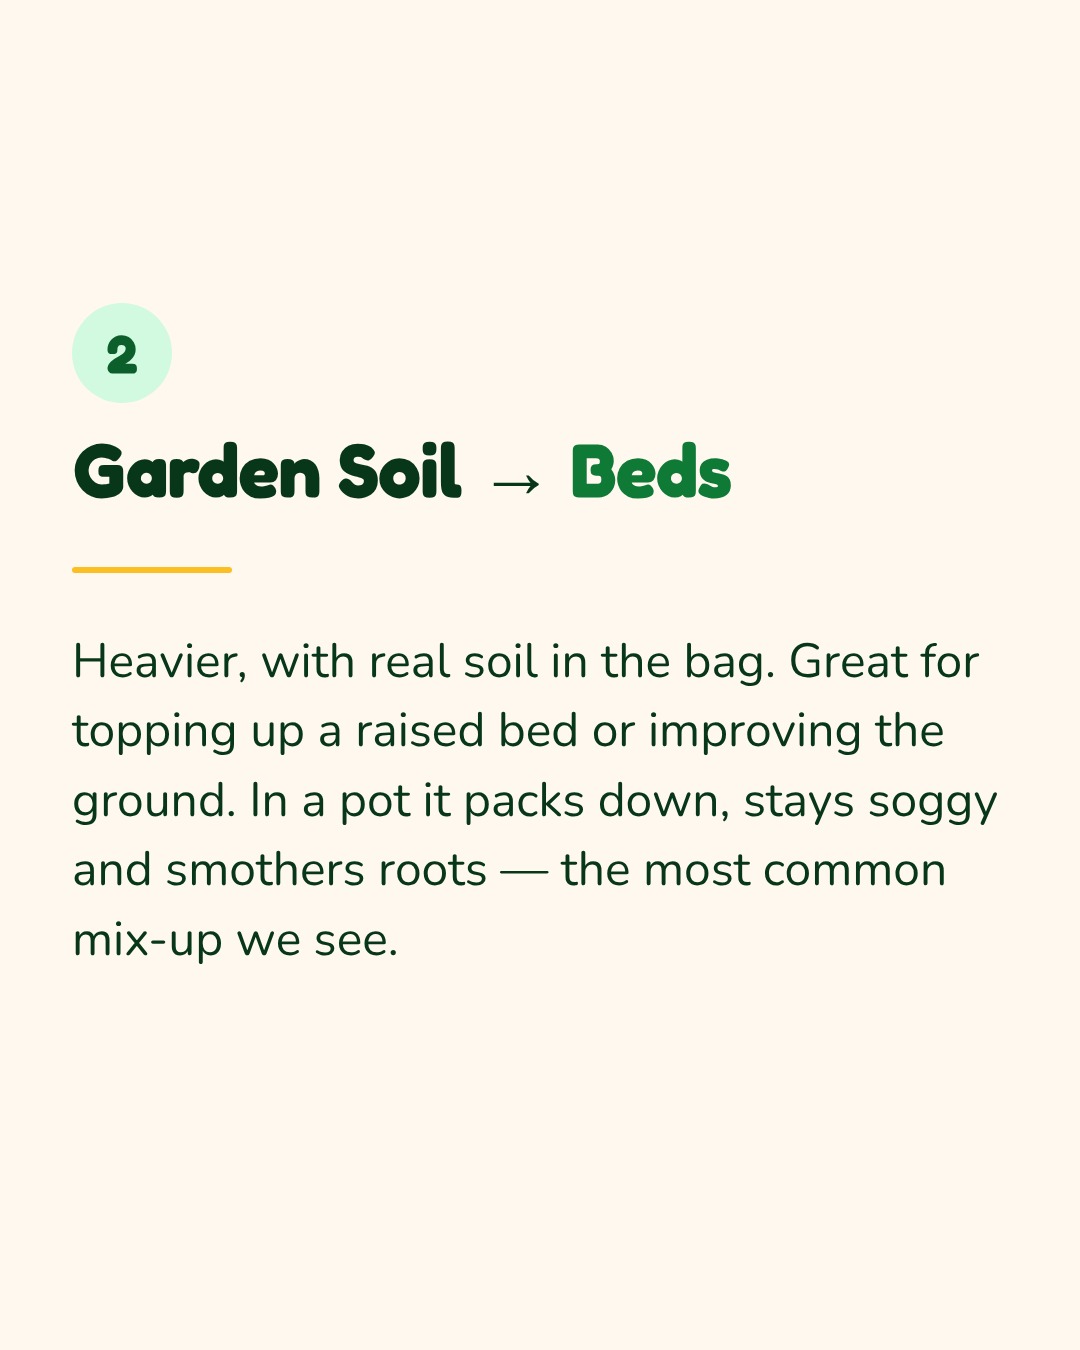 2
Garden Soil → Beds
Heavier, with real soil in the bag. Great for
topping up a raised bed or improving the
ground. In a pot it packs down, stays soggy
and smothers roots — the most common
mix-up we see.